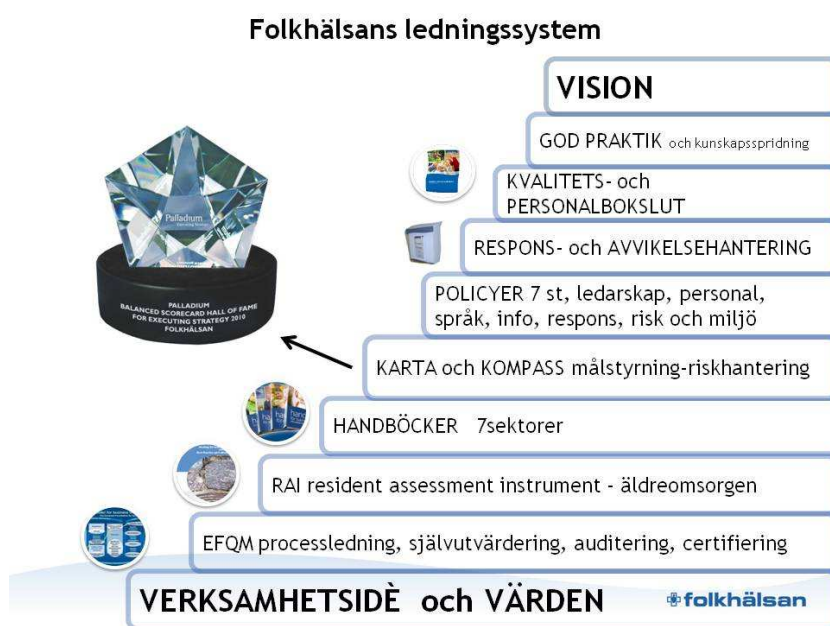 Folkhälsans ledningssystem
VISION
GOD PRAKTIK och kunskapsspridning
KVALITETS- och
PERSONALBOKSLUT
RESPONS- och AVVIKELSEHANTERING
POLICYER 7 st, ledarskap, personal,
språk, info, respons, risk och miljö
KARTA och KOMPASS målstyrning-riskhantering
HANDBÖCKER 7sektorer
RAI resident assessment instrument - äldreomsorgen
EFQM processledning, självutvärdering, auditering, certifiering
VERKSAMHETSIDÈ och VÄRDEN
folkhälsan
Palladium
PALLADIUM
BALANCED SCORECARD HALL OF FAME
FOR EXECUTING STRATEGY 2010
FOLKHÄLSAN